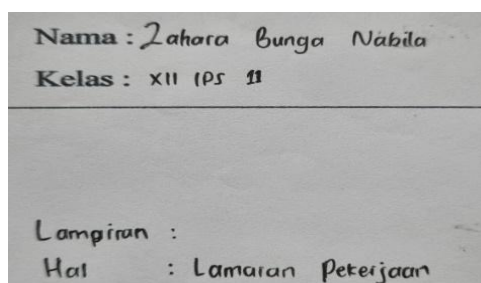 Nama : Zahara Bunga Nabila
Kelas : XII IPS 11
Lampiran :
Hal : Lamaran Pekerjaan